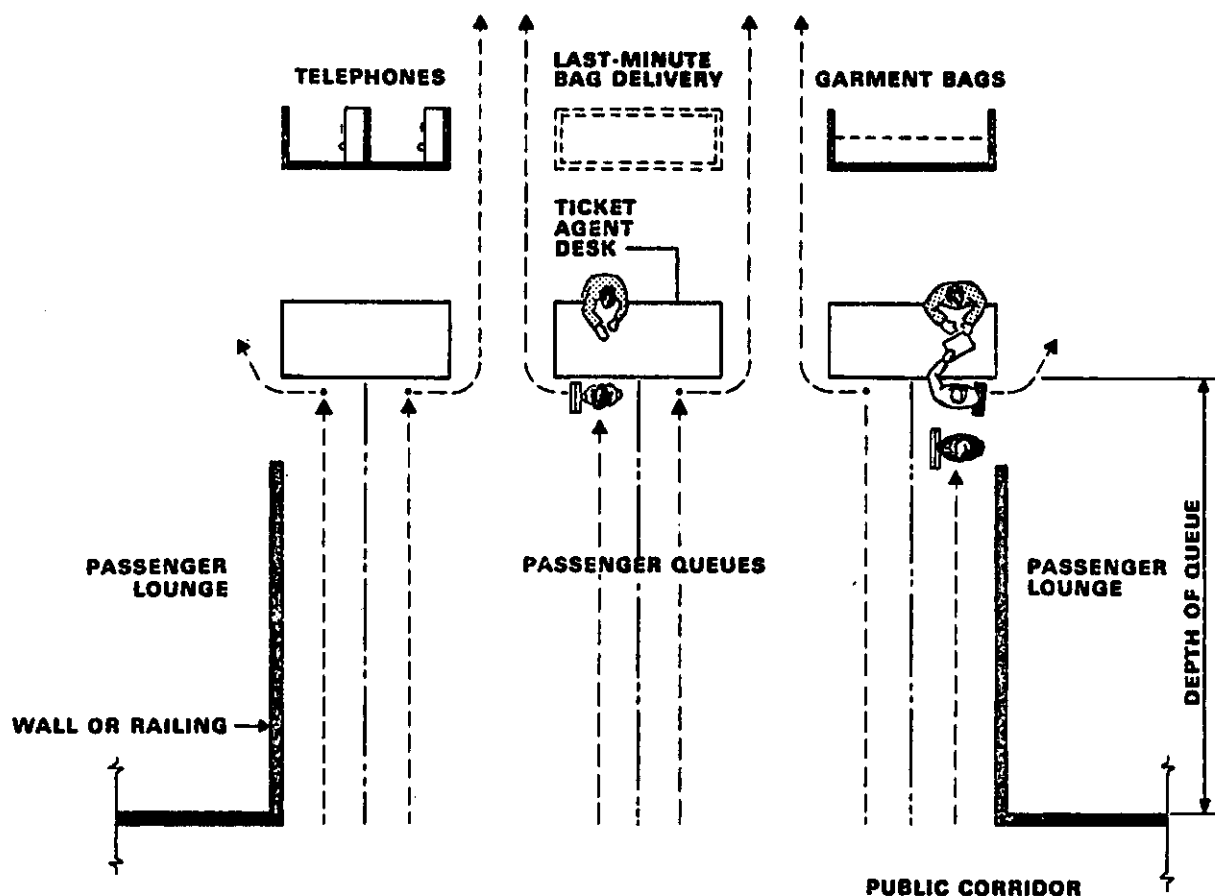 TELEPHONES
LAST-MINUTE
BAG DELIVERY
GARMENT BAGS
TICKET
AGENT
DESK
PASSENGER
LOUNGE
PASSENGER QUEUES
PASSENGER
LOUNGE
DEPTH OF QUEUE
WALL OR RAILING
PUBLIC CORRIDOR